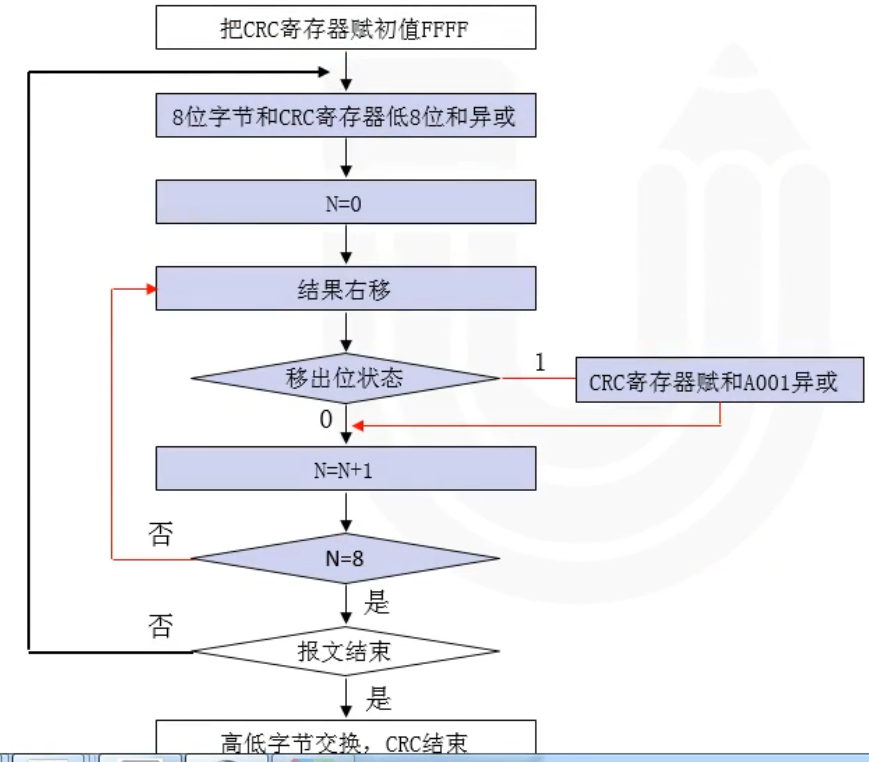 把CRC寄存器赋初值FFFF
8位字节和CRC寄存器低8位和异或
N=0
结果右移
移出位状态
1
CRC寄存器赋和A001异或
0
N=N+1
否
N=8
是
否
报文结束
是
高低字节交换，CRC结束